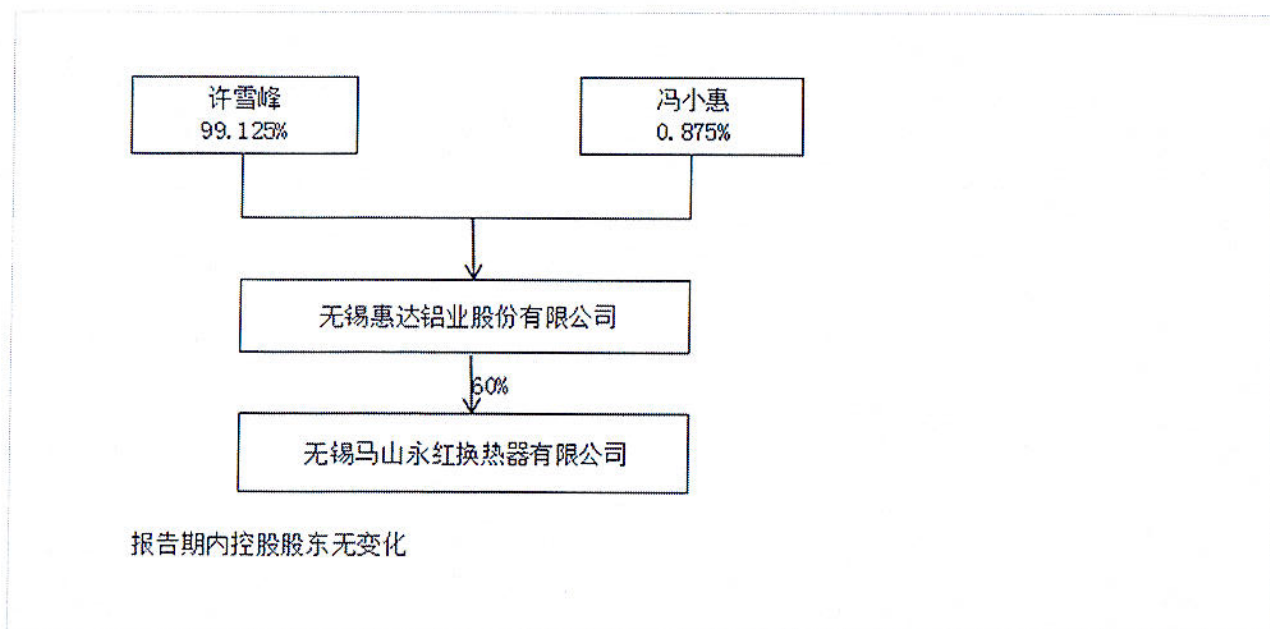 许雪峰
99.125%
冯小惠
0.875%
无锡惠达铝业股份有限公司
60%
无锡马山永红换热器有限公司
报告期内控股股东无变化